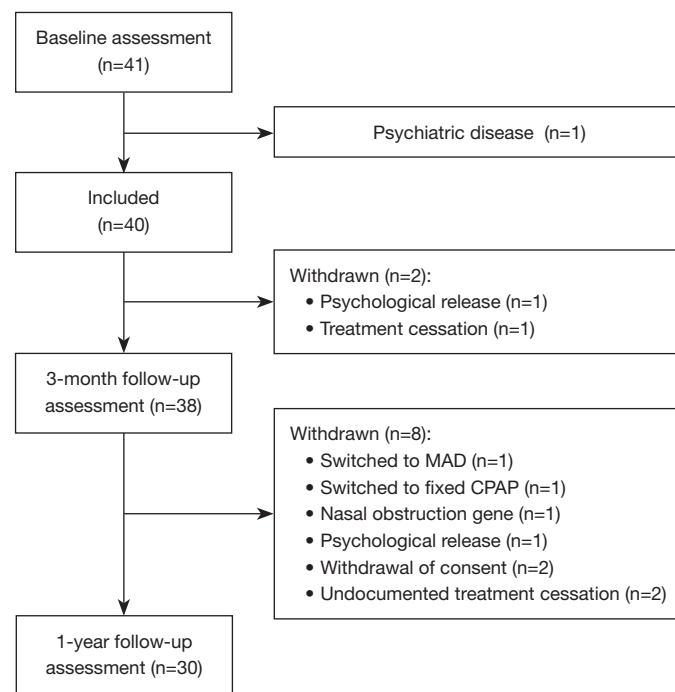 Baseline assessment
(n=41)
Psychiatric disease (n=1)
Included
(n=40)
Withdrawn (n=2):
• Psychological release (n=1)
• Treatment cessation (n=1)
3-month follow-up
assessment (n=38)
Withdrawn (n=8):
• Switched to MAD (n=1)
• Switched to fixed CPAP (n=1)
• Nasal obstruction gene (n=1)
• Psychological release (n=1)
• Withdrawal of consent (n=2)
• Undocumented treatment cessation (n=2)
1-year follow-up
assessment (n=30)